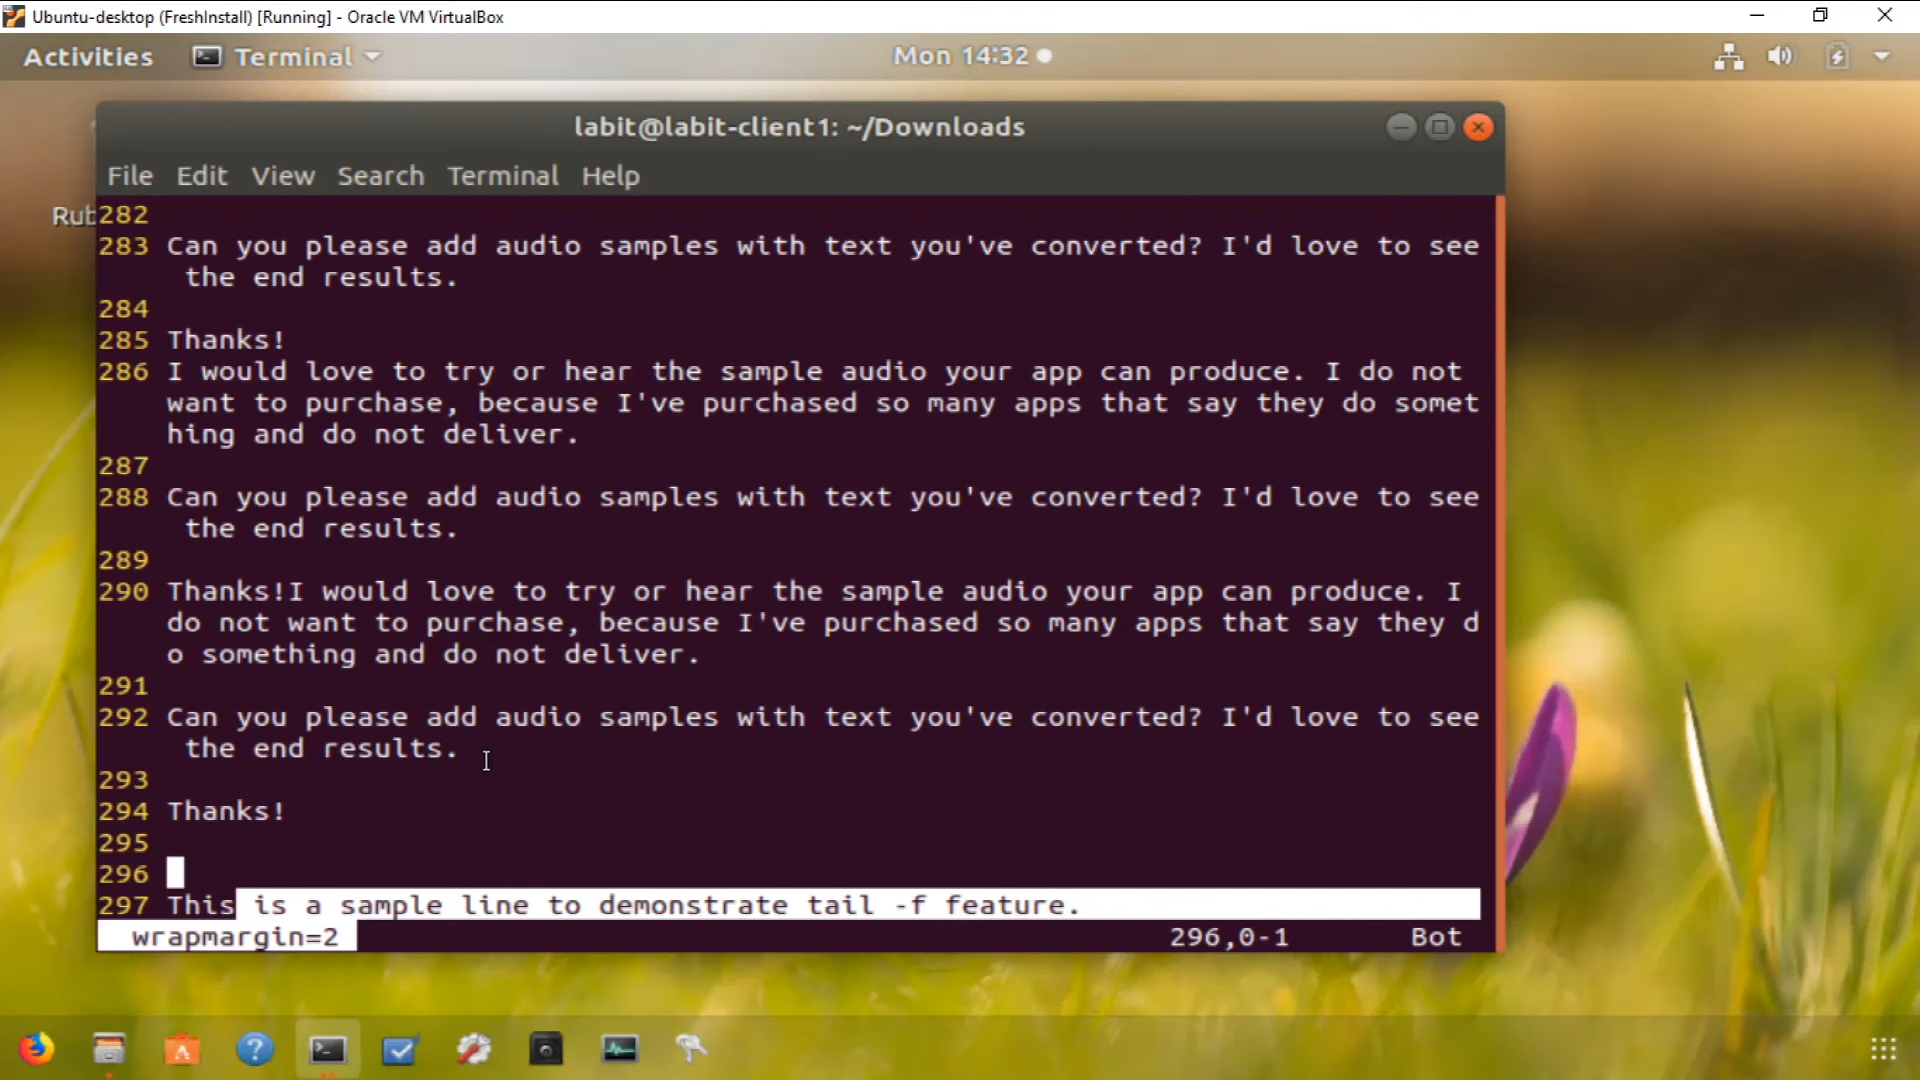 Ubuntu-desktop (FreshInstall) [Running] - Oracle VM VirtualBox
Activities Terminal Mon 14:32
labit@labit-client1: ~/Downloads
File Edit View Search Terminal Help
Rub
282
283 Can you please add audio samples with text you've converted? I'd love to see
the end results.
284
285 Thanks!
286 I would love to try or hear the sample audio your app can produce. I do not
want to purchase, because I've purchased so many apps that say they do somet
hing and do not deliver.
287
288 Can you please add audio samples with text you've converted? I'd love to see
the end results.
289
290 Thanks!I would love to try or hear the sample audio your app can produce. I
do not want to purchase, because I've purchased so many apps that say they d
o something and do not deliver.
291
292 Can you please add audio samples with text you've converted? I'd love to see
the end results.
293
294 Thanks!
295
296
297 This is a sample line to demonstrate tail -f feature.
wrapmargin=2 296,0-1 Bot